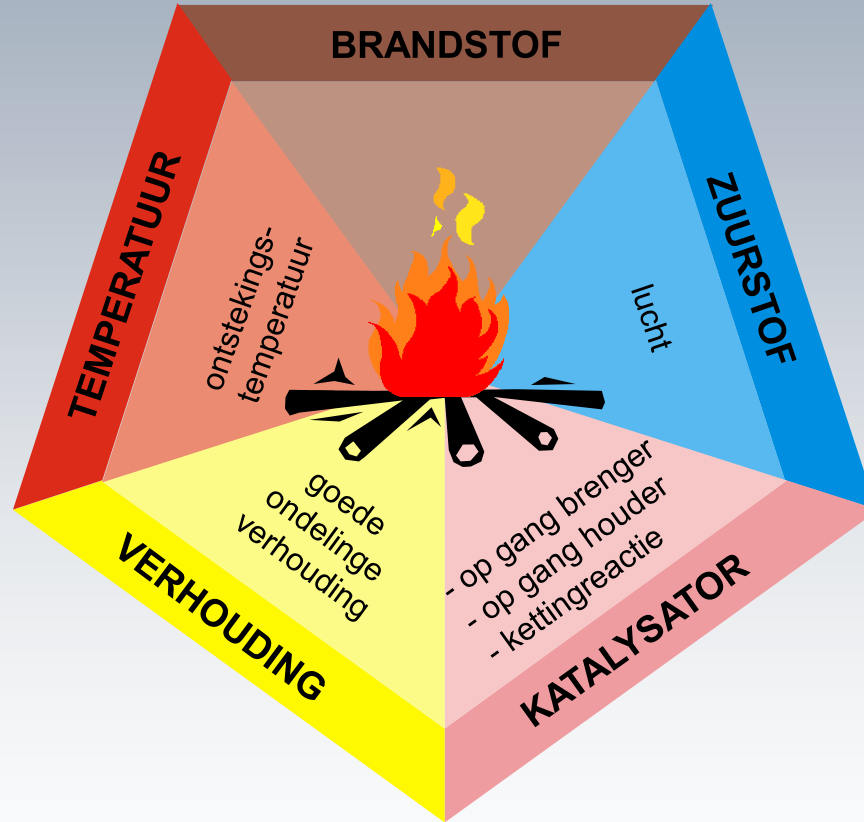 BRANDSTOF
ZUURSTOF
lucht
TEMPERATUUR
ontstekings-
temperatuur
VERHOUDING
goede
ondelinge
verhouding
KATALYSATOR
- op gang brenger
- op gang houder
- kettingreactie